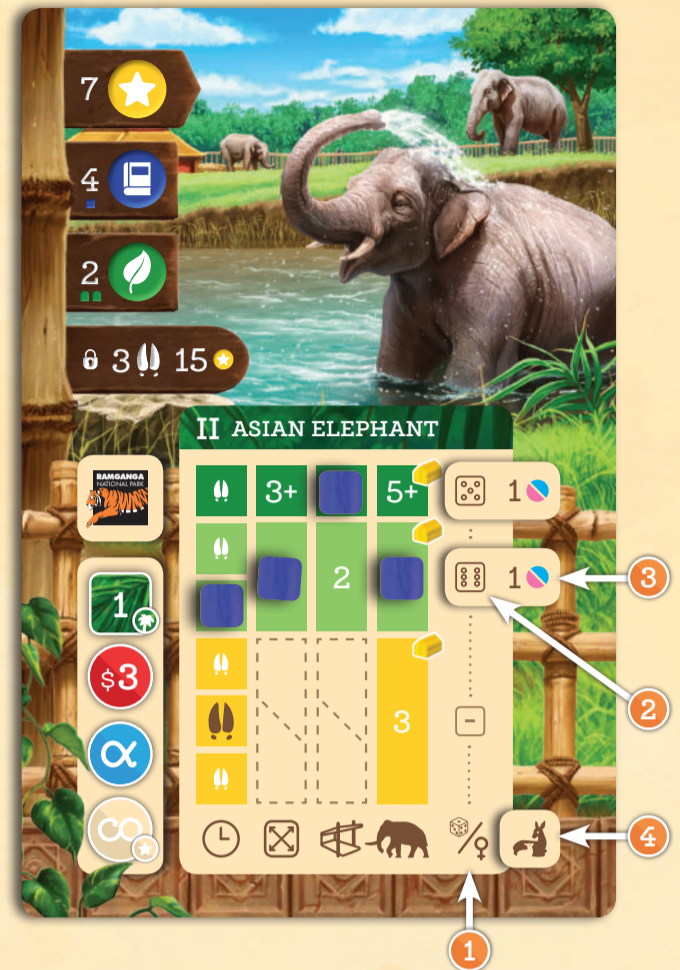 7
4
2
3 15
II ASIAN ELEPHANT
RAMGANGA
NATIONAL PARK
3+ 5+ 1
2 1 3
2
1
$3
3
α
∞
4
1